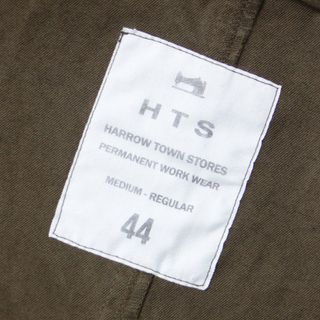 HTS
HARROW TOWN STORES
PERMANENT WORK WEAR
MEDIUM - REGULAR
44